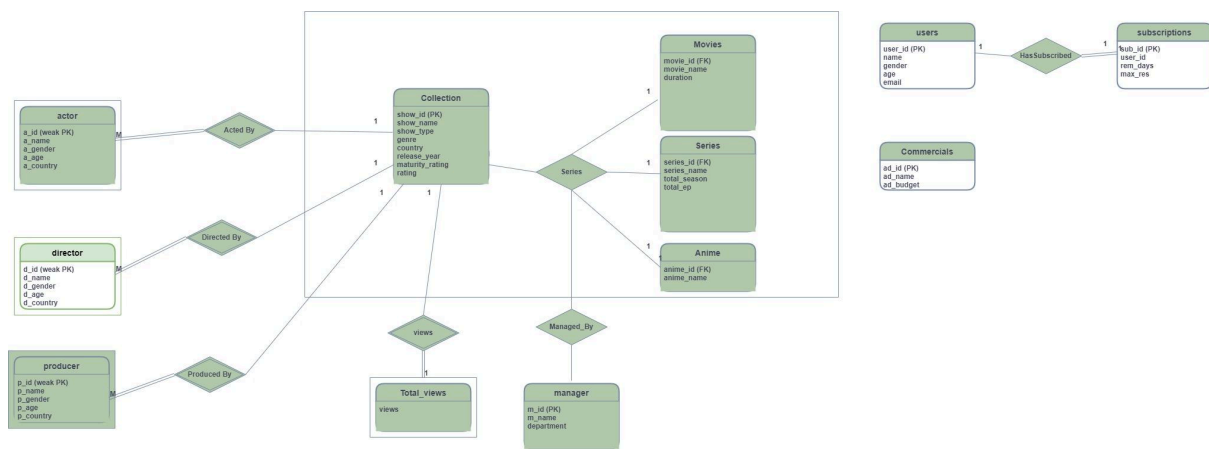 actor
a_id (weak PK)
a_name
a_gender
a_age
a_country
M
Acted By
1
director
d_id (weak PK)
d_name
d_gender
d_age
d_country
M
Directed By
1
producer
p_id (weak PK)
p_name
p_gender
p_age
p_country
M
Produced By
1
Collection
show_id (PK)
show_name
show_type
genre
country
release_year
maturity_rating
rating
1
views
1
Total_views
views
Series
1
Movies
movie_id (FK)
movie_name
duration
1
Series
series_id (FK)
series_name
total_season
total_ep
1
1
Anime
anime_id (FK)
anime_name
Managed_By
manager
m_id (PK)
m_name
department
users
user_id (PK)
name
gender
age
email
1
HasSubscribed
1
1
subscriptions
sub_id (PK)
user_id
rem_days
max_res
Commercials
ad_id (PK)
ad_name
ad_budget